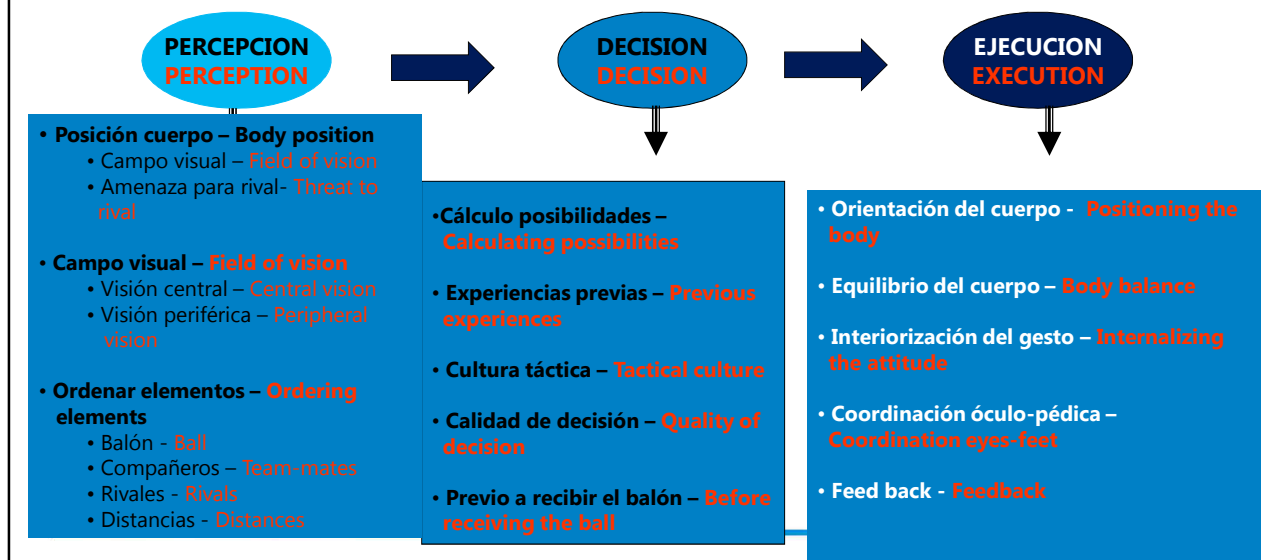 PERCEPCION
PERCEPTION
DECISION
DECISION
EJECUCION
EXECUTION
• Posición cuerpo – Body position
• Campo visual – Field of vision
• Amenaza para rival- Threat to
rival
• Campo visual – Field of vision
• Visión central – Central vision
• Visión periférica – Peripheral
vision
• Ordenar elementos – Ordering
elements
• Balón - Ball
• Compañeros – Team-mates
• Rivales - Rivals
• Distancias - Distances
•Cálculo posibilidades –
Calculating possibilities
• Experiencias previas – Previous
experiences
• Cultura táctica – Tactical culture
• Calidad de decisión – Quality of
decision
• Previo a recibir el balón – Before
receiving the ball
• Orientación del cuerpo - Positioning the
body
• Equilibrio del cuerpo – Body balance
• Interiorización del gesto – Internalizing
the attitude
• Coordinación óculo-pédica –
Coordination eyes-feet
• Feed back - Feedback